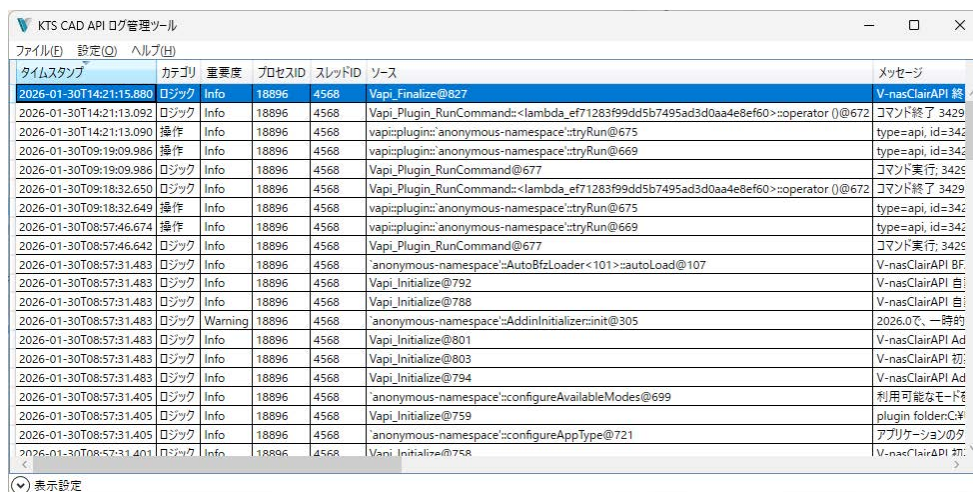 KTS CAD API ログ管理ツール
ファイル(F) 設定(O) ヘルプ(H)
タイムスタンプ カテゴリ 重要度 プロセスID スレッドID ソース メッセージ
2026-01-30T14:21:15.880 ロジック Info 18896 4568 Vapi_Finalize@827 V-nasClairAPI 終
2026-01-30T14:21:13.092 ロジック Info 18896 4568 Vapi_Plugin_RunCommand::<lambda_ef71283f99dd5b7495ad3d0aa4e8ef60>::operator ()@672 コマンド終了 3429
2026-01-30T14:21:13.090 操作 Info 18896 4568 vapi::plugin::`anonymous-namespace'::tryRun@675 type=api, id=342
2026-01-30T09:19:09.986 操作 Info 18896 4568 vapi::plugin::`anonymous-namespace'::tryRun@669 type=api, id=342
2026-01-30T09:19:09.986 ロジック Info 18896 4568 Vapi_Plugin_RunCommand@677 コマンド実行; 3429
2026-01-30T09:18:32.650 ロジック Info 18896 4568 Vapi_Plugin_RunCommand::<lambda_ef71283f99dd5b7495ad3d0aa4e8ef60>::operator ()@672 コマンド終了 3429
2026-01-30T09:18:32.649 操作 Info 18896 4568 vapi::plugin::`anonymous-namespace'::tryRun@675 type=api, id=342
2026-01-30T08:57:46.674 操作 Info 18896 4568 vapi::plugin::`anonymous-namespace'::tryRun@669 type=api, id=342
2026-01-30T08:57:46.642 ロジック Info 18896 4568 Vapi_Plugin_RunCommand@677 コマンド実行; 3429
2026-01-30T08:57:31.483 ロジック Info 18896 4568 `anonymous-namespace'::AutoBfzLoader<101>::autoLoad@107 V-nasClairAPI BF
2026-01-30T08:57:31.483 ロジック Info 18896 4568 Vapi_Initialize@792 V-nasClairAPI 自
2026-01-30T08:57:31.483 ロジック Info 18896 4568 Vapi_Initialize@788 V-nasClairAPI 自
2026-01-30T08:57:31.483 ロジック Warning 18896 4568 `anonymous-namespace'::AddinInitializer::init@305 2026.0で、一時的
2026-01-30T08:57:31.483 ロジック Info 18896 4568 Vapi_Initialize@801 V-nasClairAPI Ad
2026-01-30T08:57:31.483 ロジック Info 18896 4568 Vapi_Initialize@803 V-nasClairAPI 初
2026-01-30T08:57:31.483 ロジック Info 18896 4568 Vapi_Initialize@794 V-nasClairAPI Ad
2026-01-30T08:57:31.405 ロジック Info 18896 4568 `anonymous-namespace'::configureAvailableModes@699 利用可能なモードを
2026-01-30T08:57:31.405 ロジック Info 18896 4568 Vapi_Initialize@759 plugin folder:C:¥
2026-01-30T08:57:31.405 ロジック Info 18896 4568 `anonymous-namespace'::configureAppType@721 アプリケーションのタ
2026-01-30T08:57:31.401 ロジック Info 18896 4568 Vapi_Initialize@758 V-nasClairAPI 初
表示設定